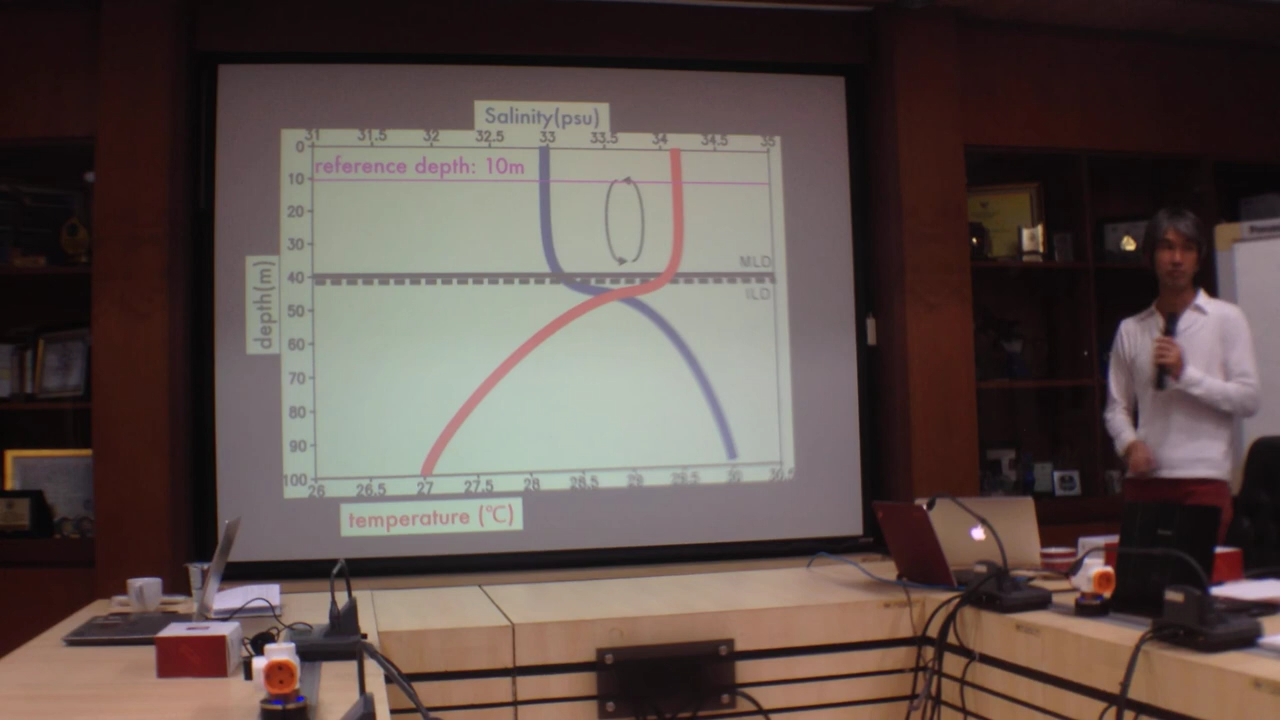 Salinity(psu)
31 31.5 32 32.5 33 33.5 34 34.5 35
0
reference depth: 10m
10
20
30
MLD
40
ILD
depth(m)
50
60
70
80
90
100
26 26.5 27 27.5 28 28.5 29 29.5 30 30.5
temperature (℃)